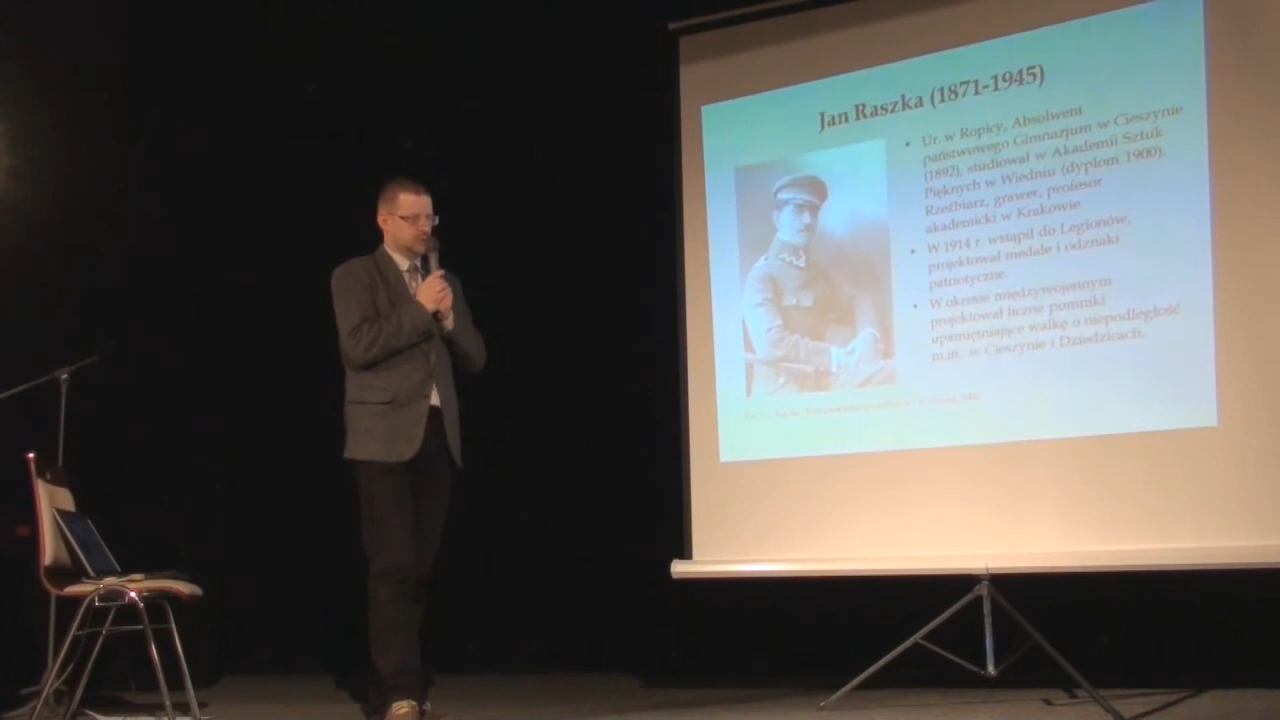 Jan Raszka (1871-1945)
• Ur. w Ropicy, Absolwent
państwowego Gimnazjum w Cieszynie
(1892), studiował w Akademii Sztuk
Pięknych w Wiedniu (dyplom 1900).
Rzeźbiarz, grawer, profesor
akademicki w Krakowie
• W 1914 r. wstąpił do Legionów,
projektował medale i odznaki
patriotyczne.
• W okresie międzywojennym
projektował liczne pomniki
upamiętniające walkę o niepodległość
m.in. w Cieszynie i Dziedzicach.